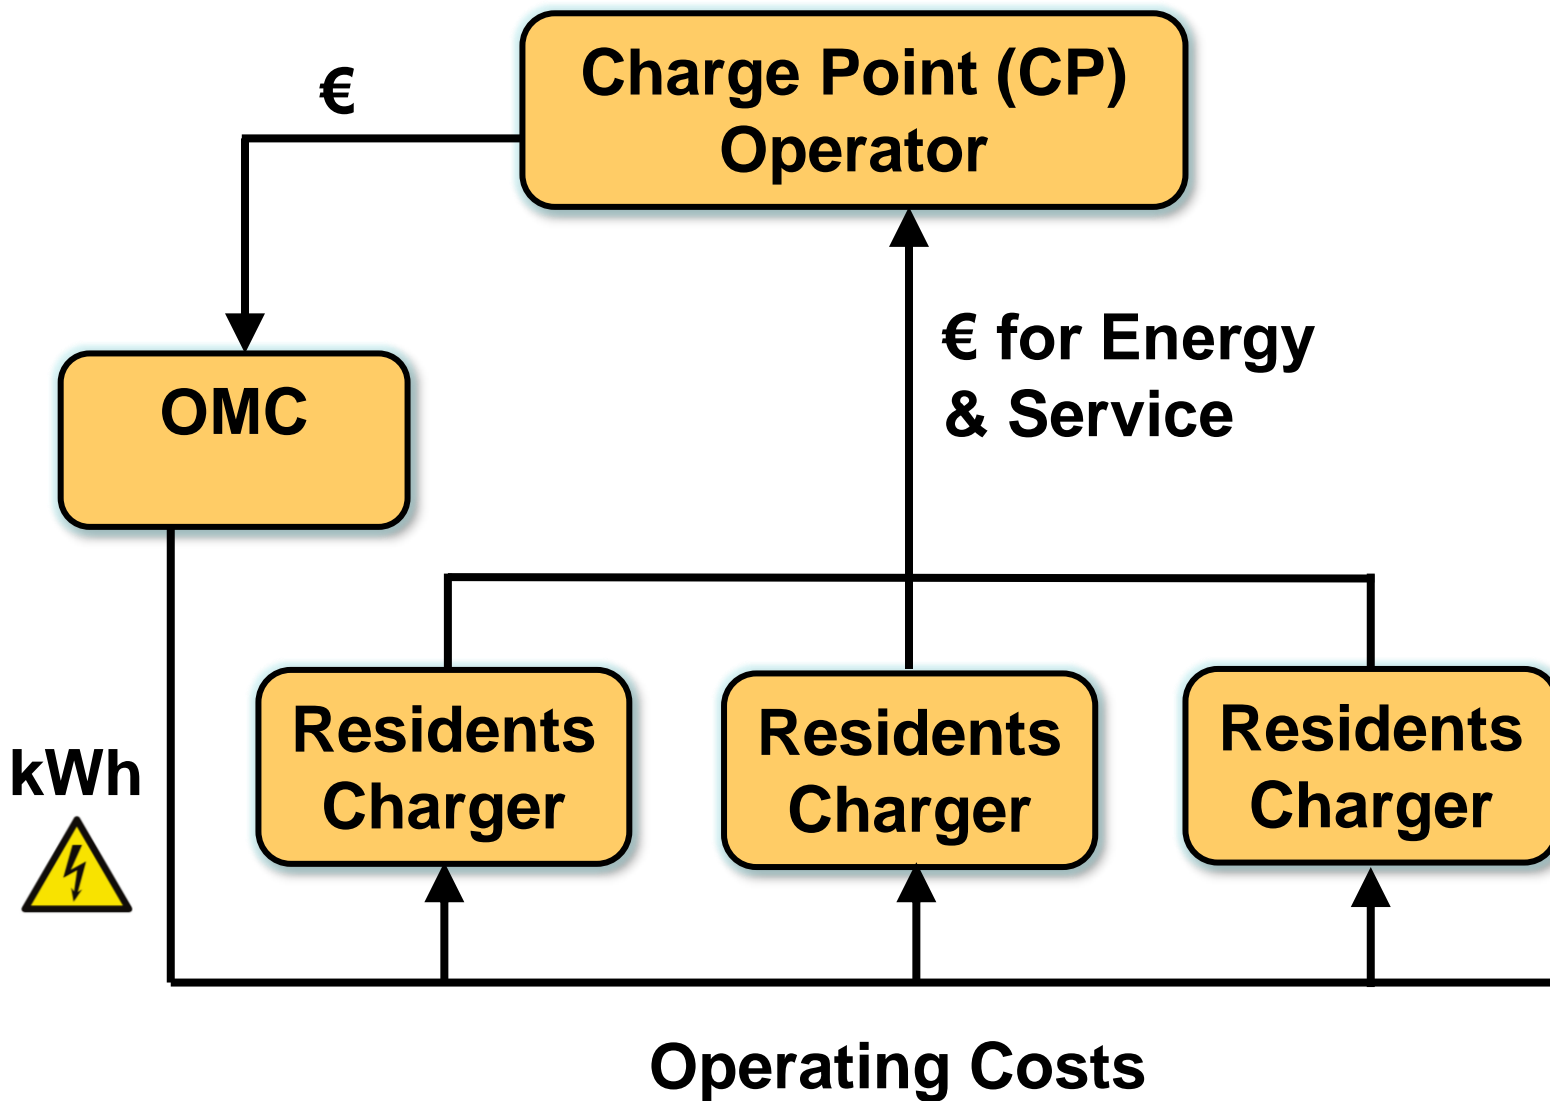 Charge Point (CP)
Operator
€
OMC
€ for Energy
& Service
Residents
Charger
Residents
Charger
Residents
Charger
kWh
Operating Costs